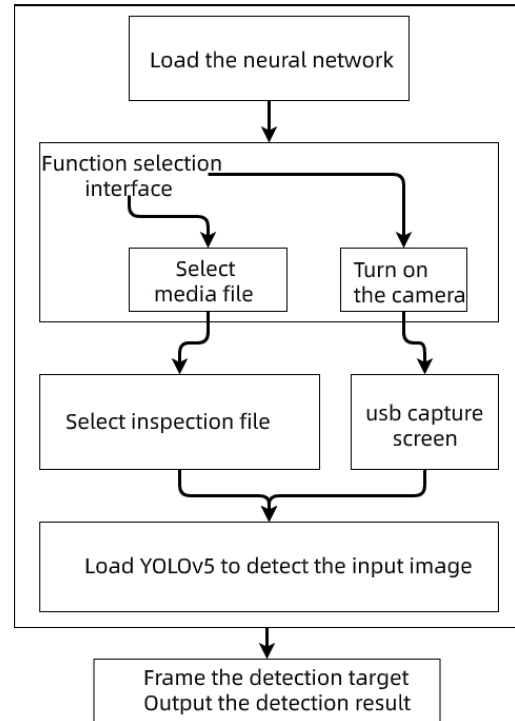 Load the neural network
Function selection
interface
Select
media file
Turn on
the camera
Select inspection file
usb capture
screen
Load YOLOv5 to detect the input image
Frame the detection target
Output the detection result